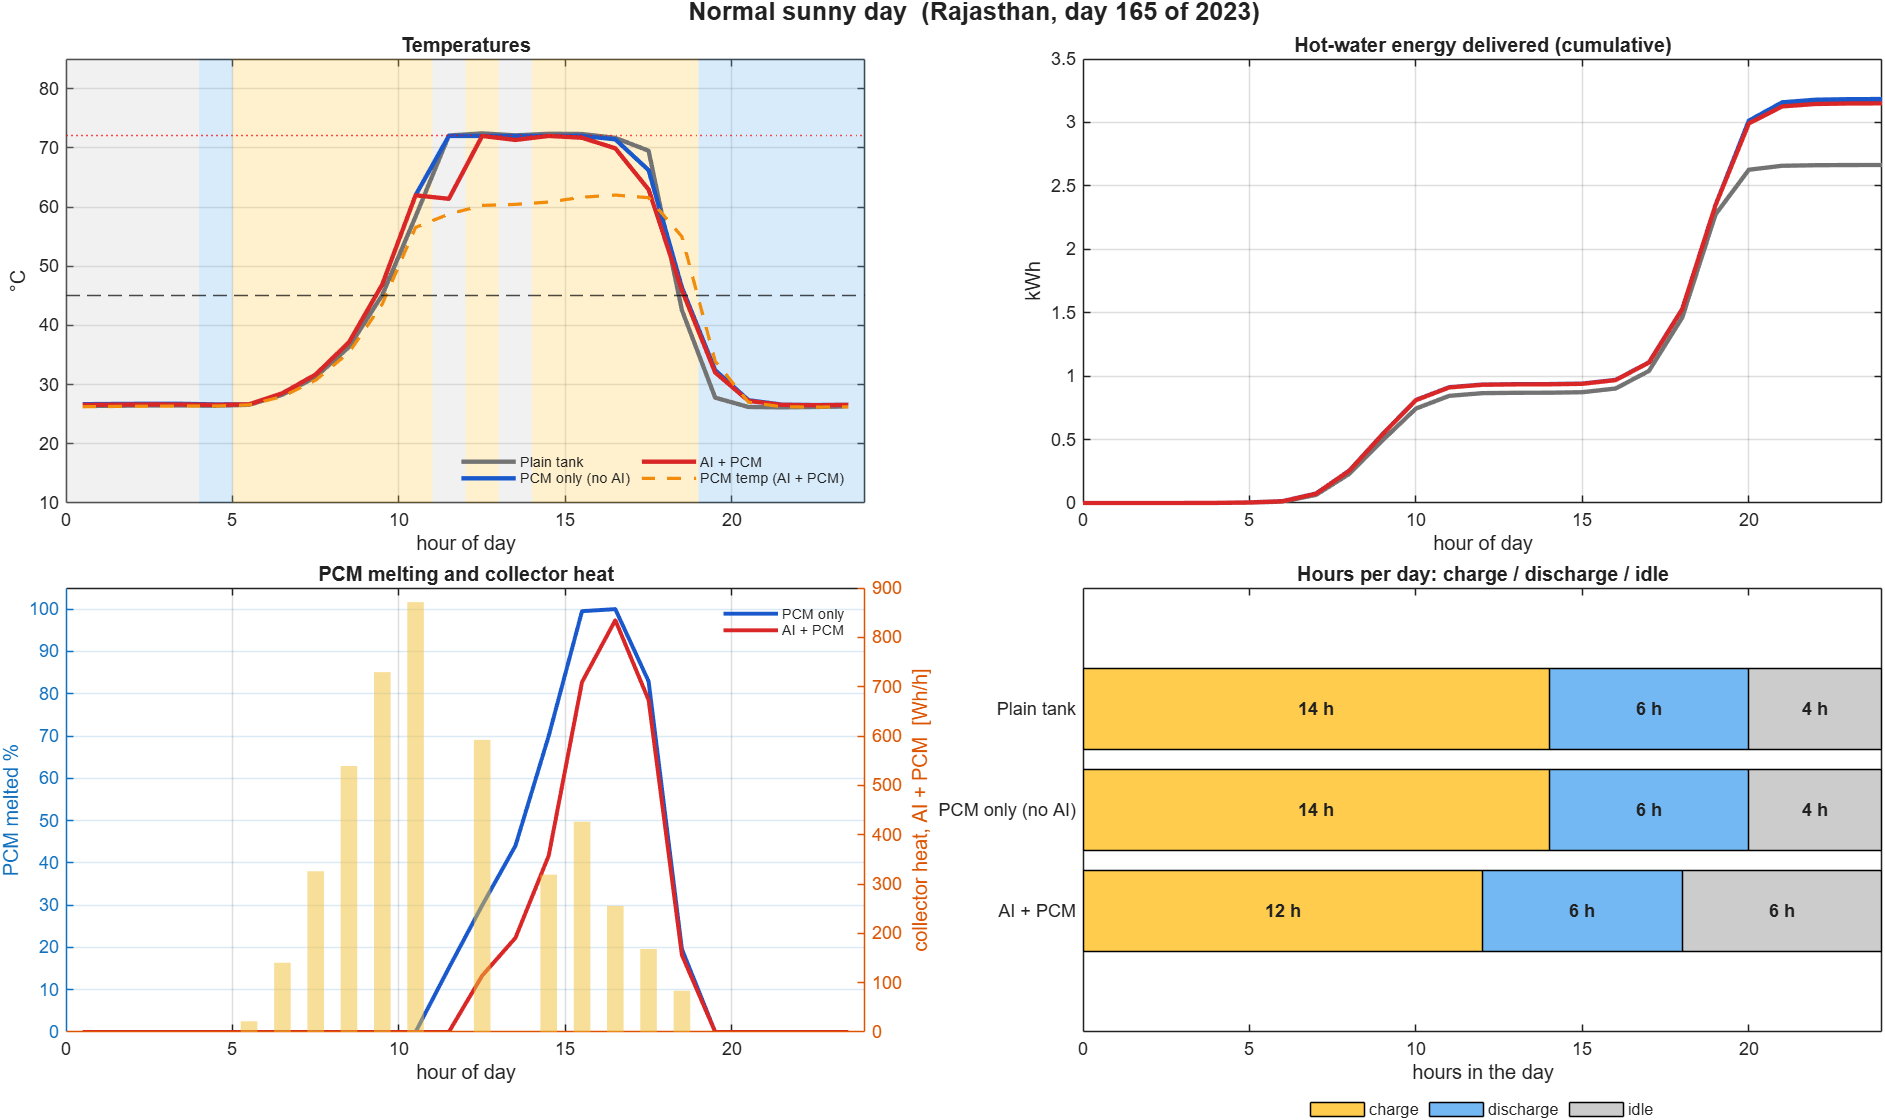 Normal sunny day  (Rajasthan, day 165 of 2023)
Temperatures
80
70
60
50
40
30
20
10
°C
0 5 10 15 20
hour of day
Plain tank
PCM only (no AI)
AI + PCM
PCM temp (AI + PCM)
Hot-water energy delivered (cumulative)
3.5
3
2.5
2
1.5
1
0.5
0
kWh
0 5 10 15 20
hour of day
PCM melting and collector heat
100
90
80
70
60
50
40
30
20
10
0
PCM melted %
900
800
700
600
500
400
300
200
100
0
collector heat, AI + PCM  [Wh/h]
PCM only
AI + PCM
0 5 10 15 20
hour of day
Hours per day: charge / discharge / idle
Plain tank 14 h 6 h 4 h
PCM only (no AI) 14 h 6 h 4 h
AI + PCM 12 h 6 h 6 h
0 5 10 15 20
hours in the day
charge discharge idle